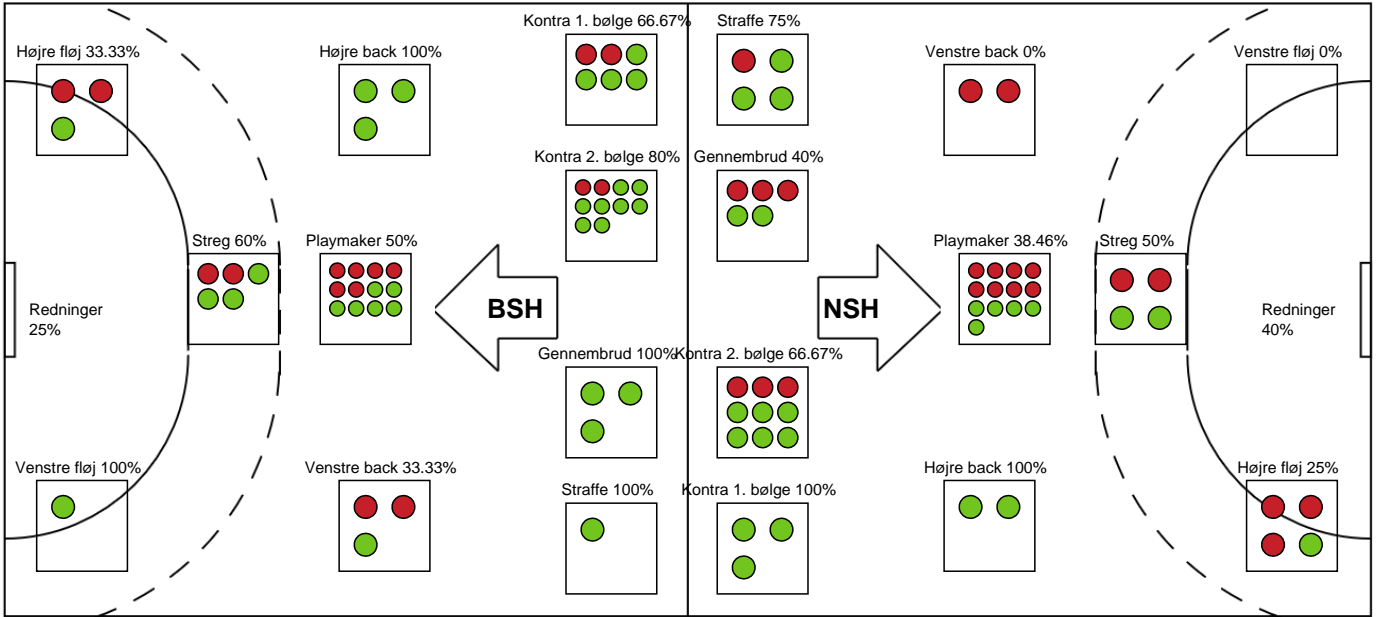 Kontra 1. bølge 66.67%
Straffe 75%
Højre fløj 33.33%
Højre back 100%
Venstre back 0%
Venstre fløj 0%
Kontra 2. bølge 80%
Gennembrud 40%
Streg 60%
Playmaker 50%
Playmaker 38.46%
Streg 50%
Redninger
25%
BSH
NSH
Redninger
40%
Gennembrud 100%
Kontra 2. bølge 66.67%
Venstre fløj 100%
Venstre back 33.33%
Straffe 100%
Kontra 1. bølge 100%
Højre back 100%
Højre fløj 25%